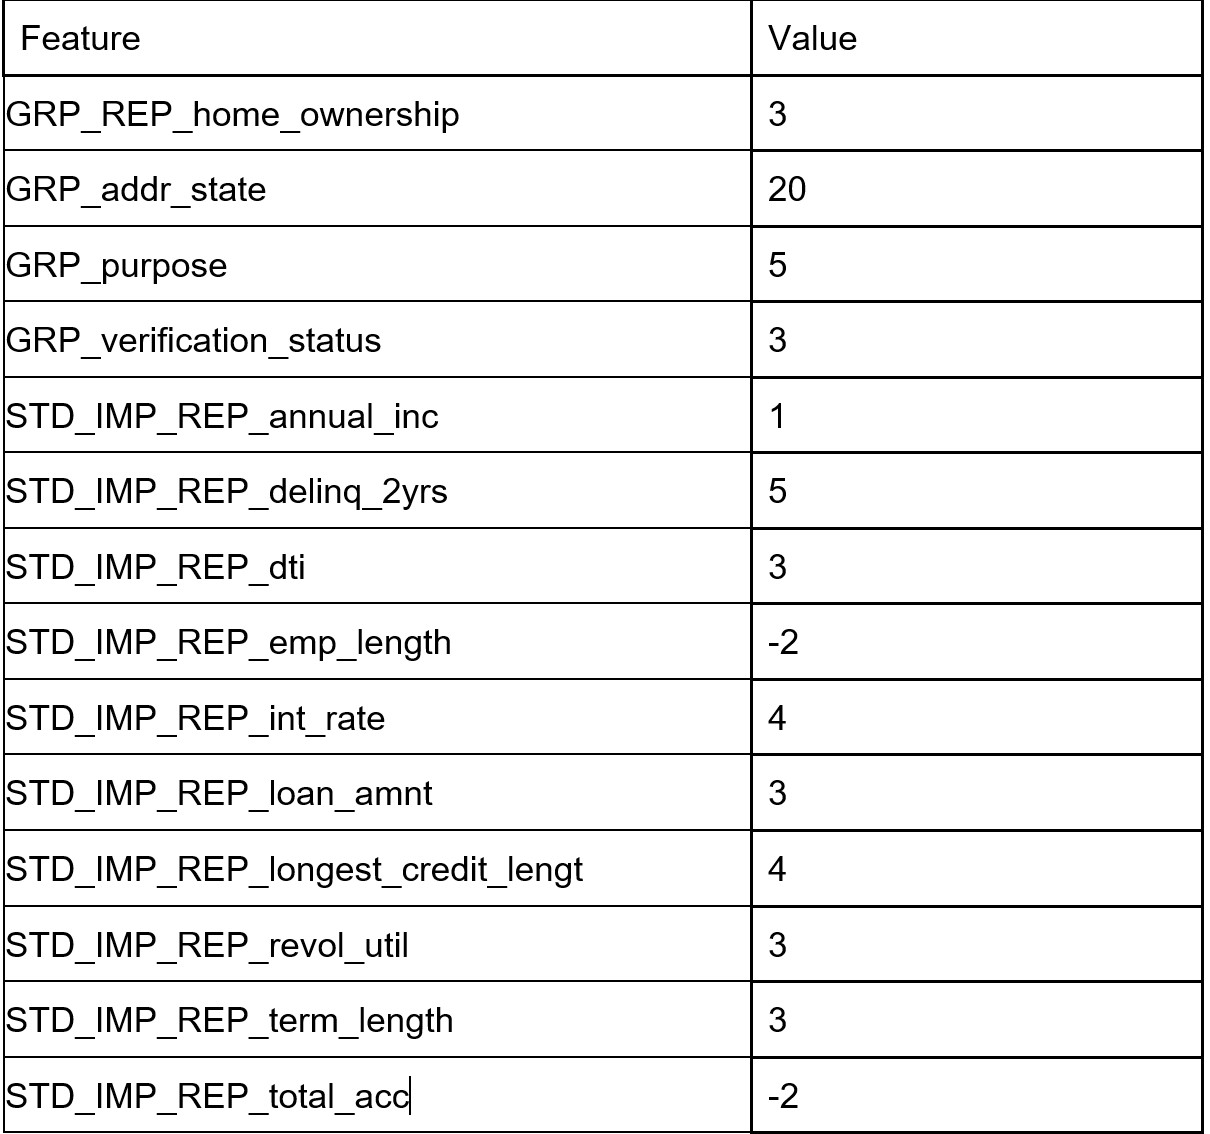 Feature Value
GRP_REP_home_ownership 3
GRP_addr_state 20
GRP_purpose 5
GRP_verification_status 3
STD_IMP_REP_annual_inc 1
STD_IMP_REP_delinq_2yrs 5
STD_IMP_REP_dti 3
STD_IMP_REP_emp_length -2
STD_IMP_REP_int_rate 4
STD_IMP_REP_loan_amnt 3
STD_IMP_REP_longest_credit_lengt 4
STD_IMP_REP_revol_util 3
STD_IMP_REP_term_length 3
STD_IMP_REP_total_acc -2